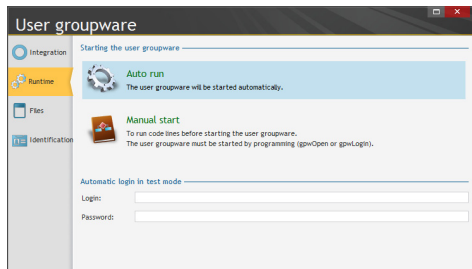 User groupware
Integration
Runtime
Files
Identification
Starting the user groupware
Auto run
The user groupware will be started automatically.
Manual start
To run code lines before starting the user groupware.
The user groupware must be started by programming (gpwOpen or gpwLogin).
Automatic login in test mode
Login:
Password: